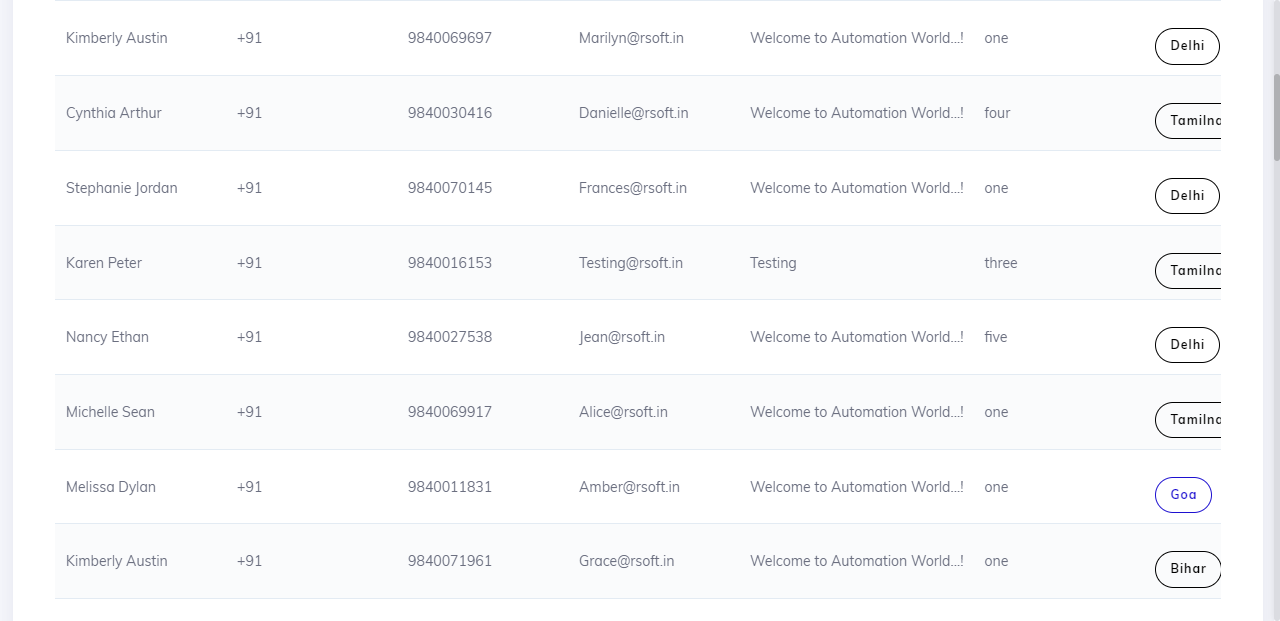 Kimberly Austin +91 9840069697 Marilyn@rsoft.in Welcome to Automation World...! one Delhi
Cynthia Arthur +91 9840030416 Danielle@rsoft.in Welcome to Automation World...! four Tamilna
Stephanie Jordan +91 9840070145 Frances@rsoft.in Welcome to Automation World...! one Delhi
Karen Peter +91 9840016153 Testing@rsoft.in Testing three Tamilna
Nancy Ethan +91 9840027538 Jean@rsoft.in Welcome to Automation World...! five Delhi
Michelle Sean +91 9840069917 Alice@rsoft.in Welcome to Automation World...! one Tamilna
Melissa Dylan +91 9840011831 Amber@rsoft.in Welcome to Automation World...! one Goa
Kimberly Austin +91 9840071961 Grace@rsoft.in Welcome to Automation World...! one Bihar